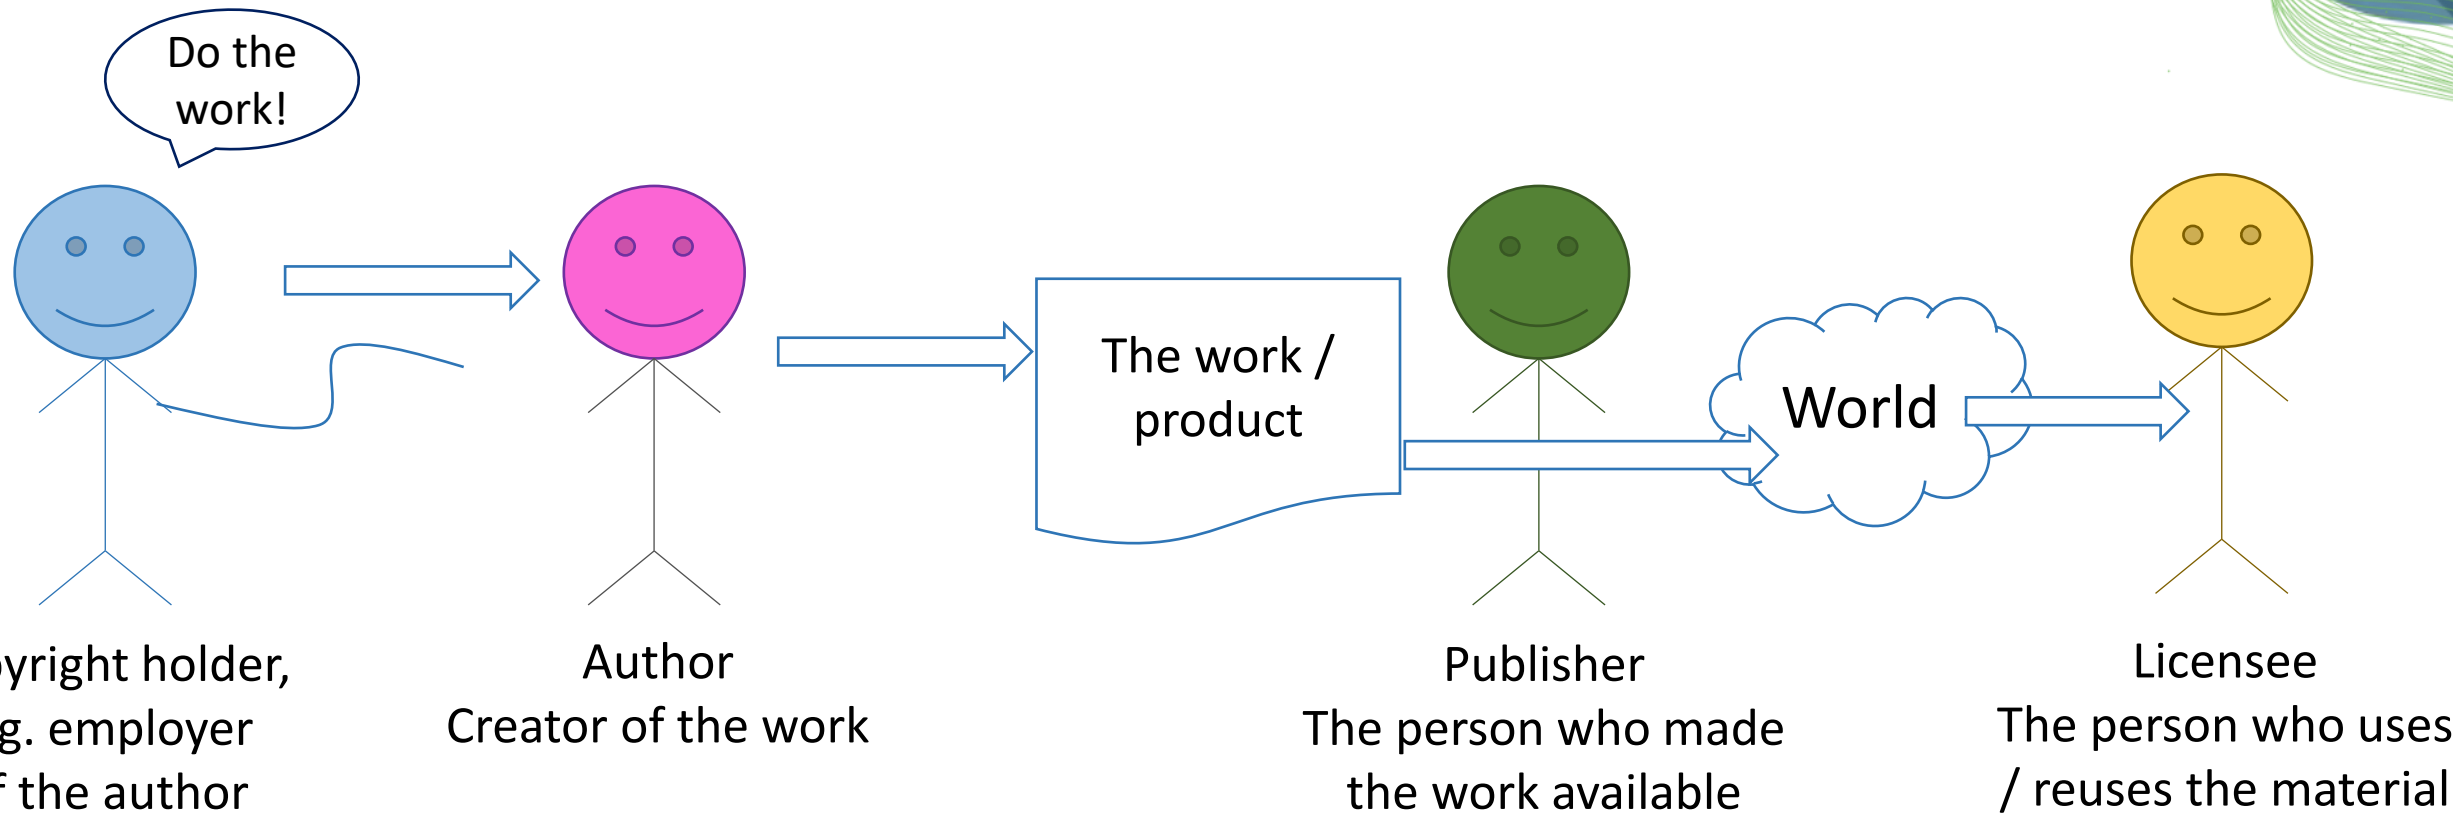 Do the
work!
The work /
product
World
pyright holder,
g. employer
f the author
Author
Creator of the work
Publisher
The person who made
the work available
Licensee
The person who uses
/ reuses the material